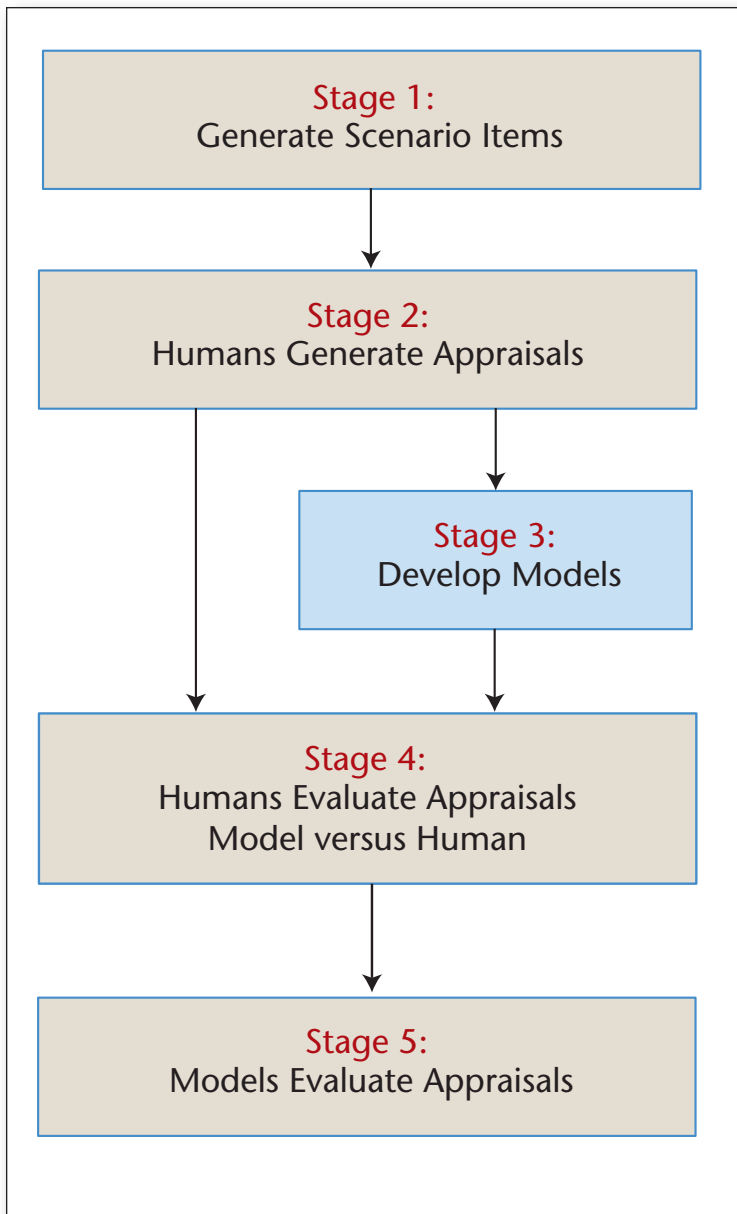 Stage 1:
Generate Scenario Items
Stage 2:
Humans Generate Appraisals
Stage 3:
Develop Models
Stage 4:
Humans Evaluate Appraisals
Model versus Human
Stage 5:
Models Evaluate Appraisals